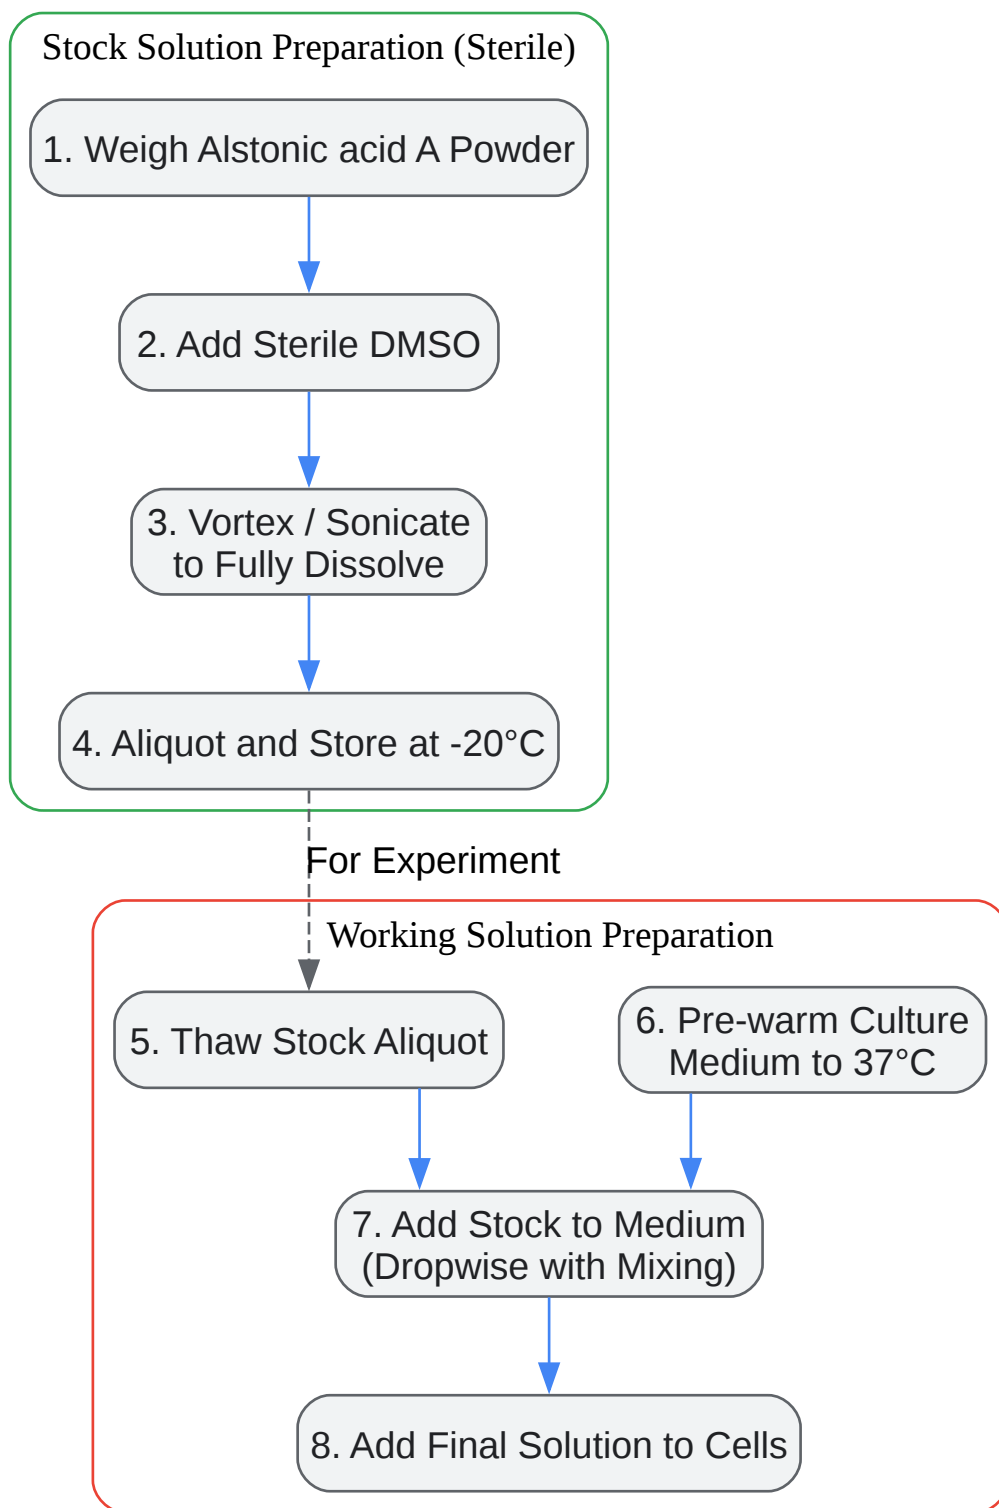 Stock Solution Preparation (Sterile)
1. Weigh Alstonic acid A Powder
2. Add Sterile DMSO
3. Vortex / Sonicate
to Fully Dissolve
4. Aliquot and Store at -20°C
For Experiment
Working Solution Preparation
5. Thaw Stock Aliquot
6. Pre-warm Culture
Medium to 37°C
7. Add Stock to Medium
(Dropwise with Mixing)
8. Add Final Solution to Cells